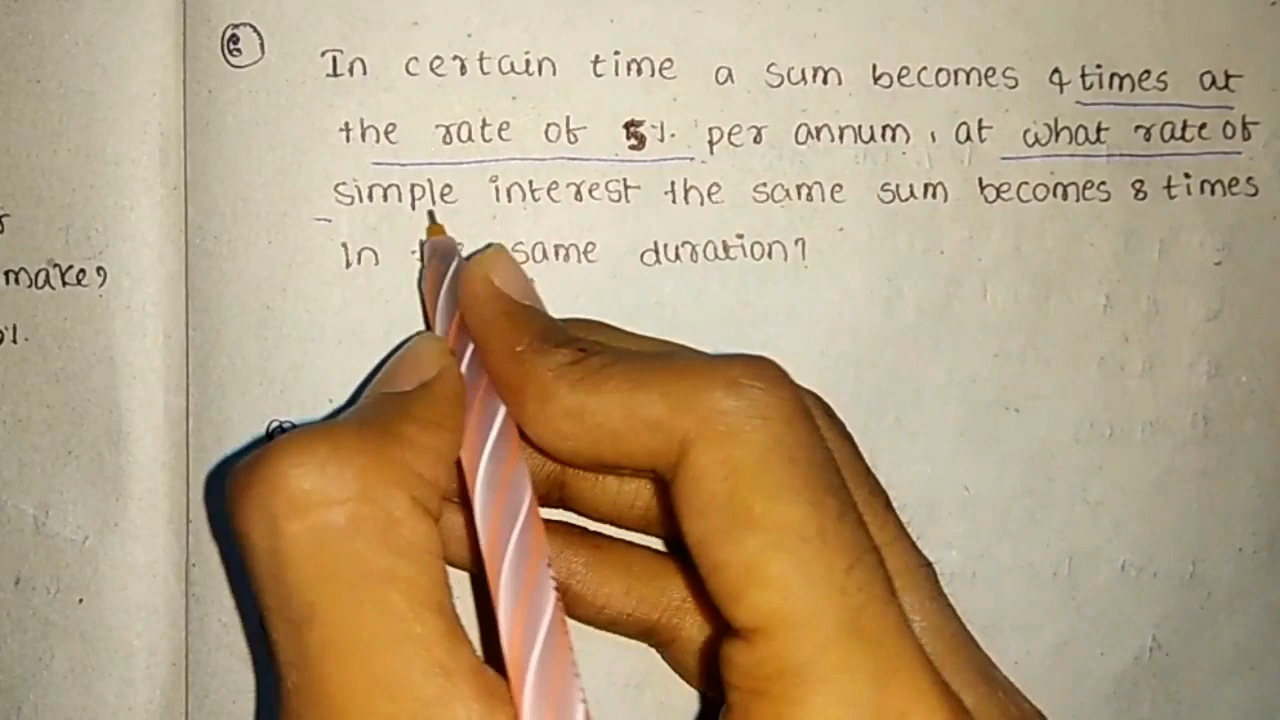 6
In certain time a sum becomes 4 times at
the rate of 5%. per annum, at what rate of
simple interest the same sum becomes 8 times
In same duration?
make,